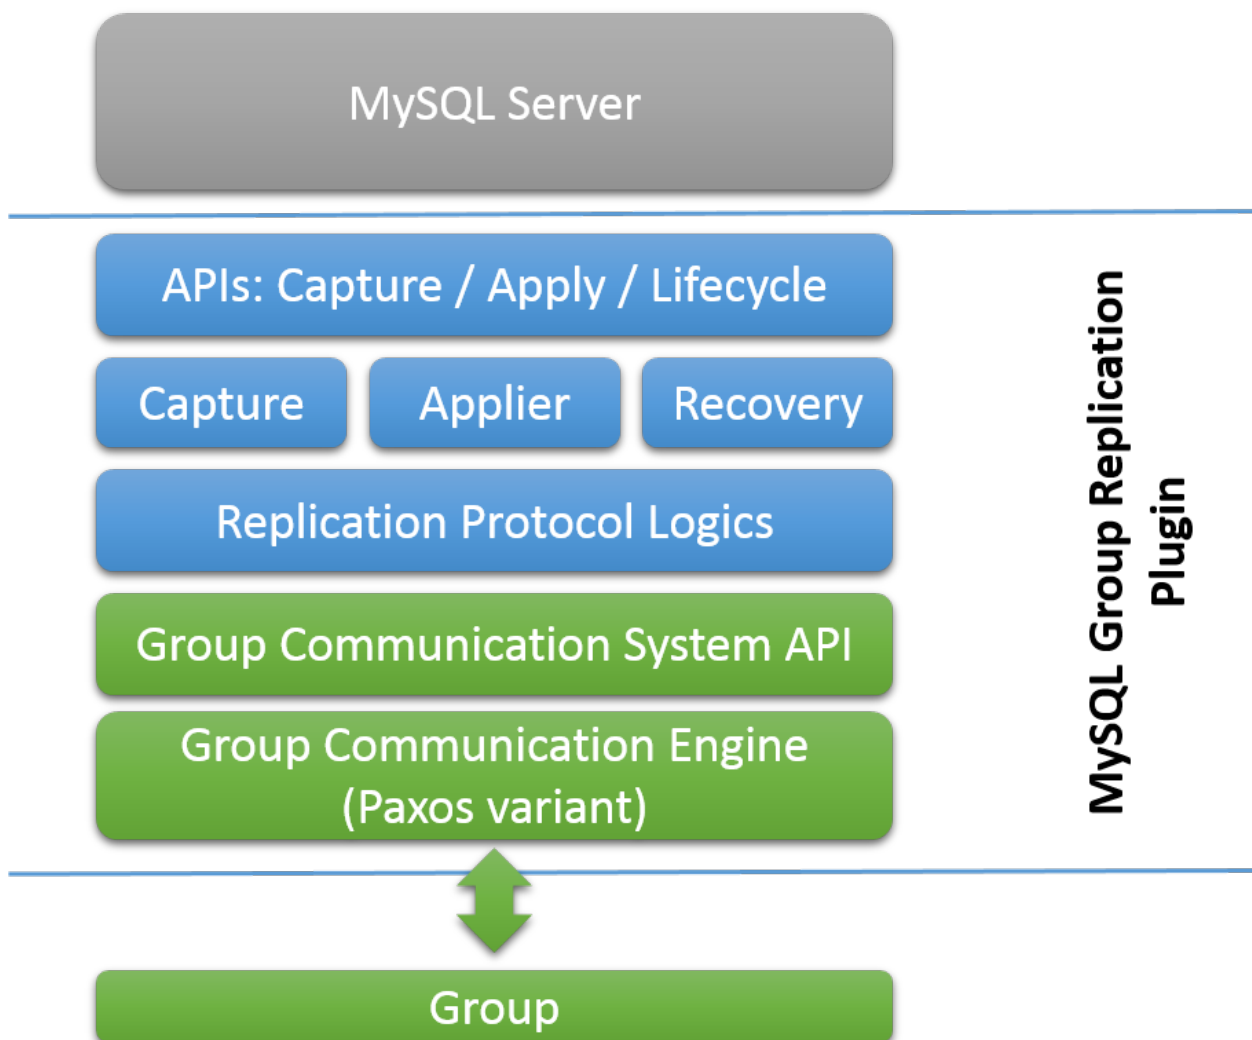 MySQL Server
APIs: Capture / Apply / Lifecycle
Capture
Applier
Recovery
Replication Protocol Logics
Group Communication System API
Group Communication Engine
(Paxos variant)
Group
MySQL Group Replication
Plugin